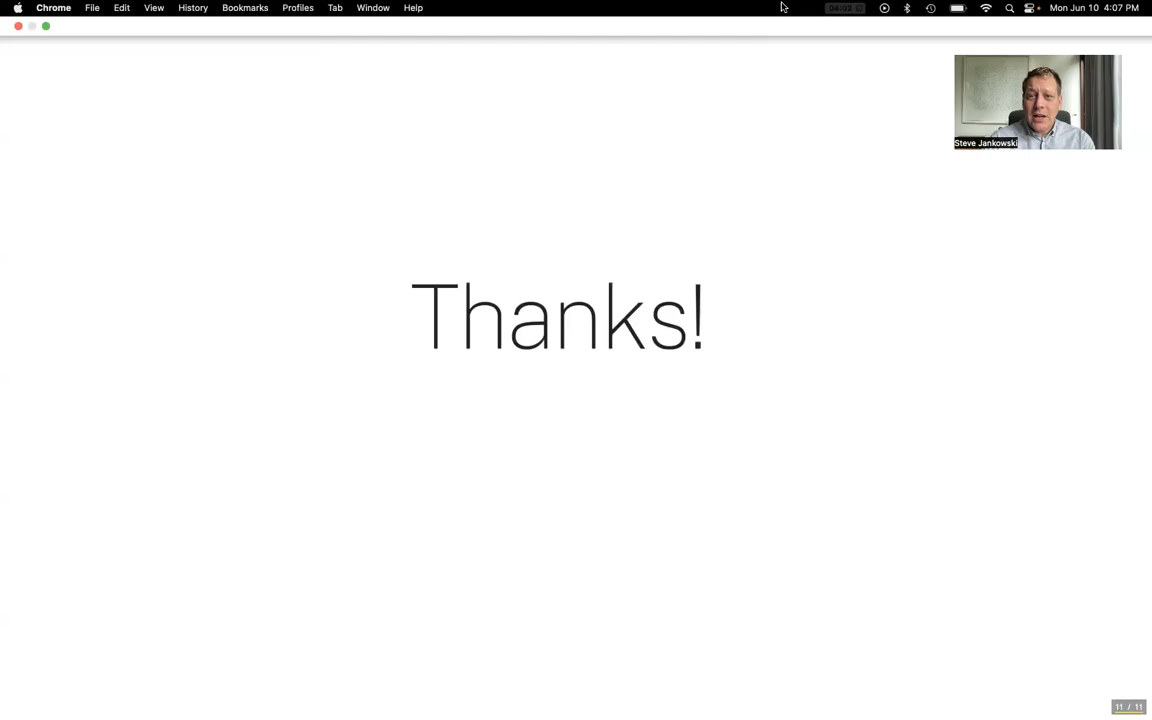 Chrome File Edit View History Bookmarks Profiles Tab Window Help Mon Jun 10 4:07 PM
Steve Jankowski
Thanks!
11 / 11